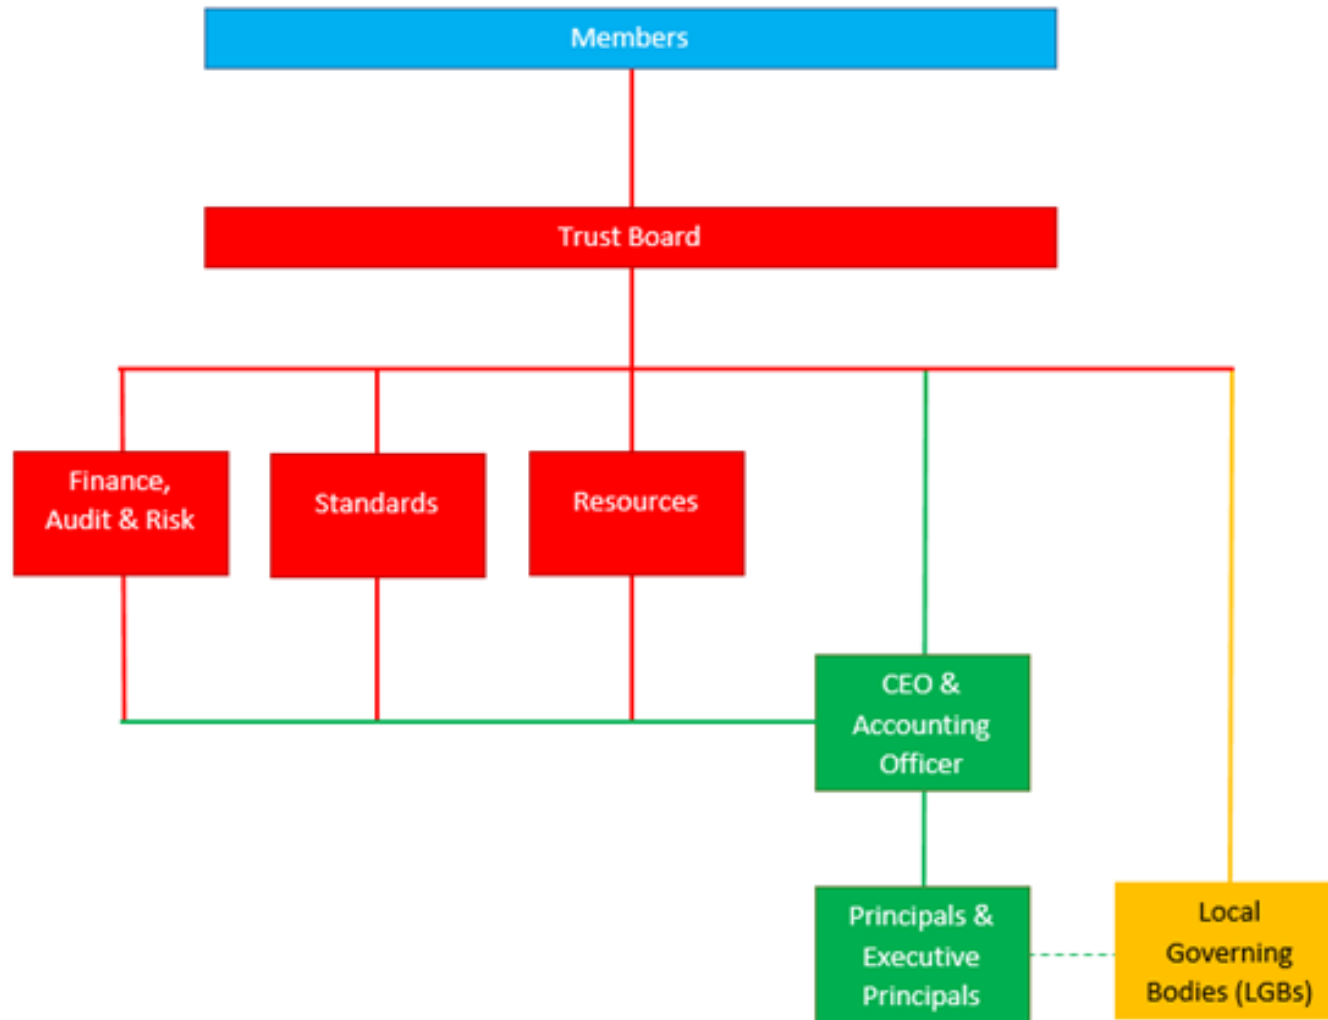 Members
Trust Board
Finance,
Audit & Risk
Standards
Resources
CEO &
Accounting
Officer
Principals &
Executive
Principals
Local
Governing
Bodies (LGBs)